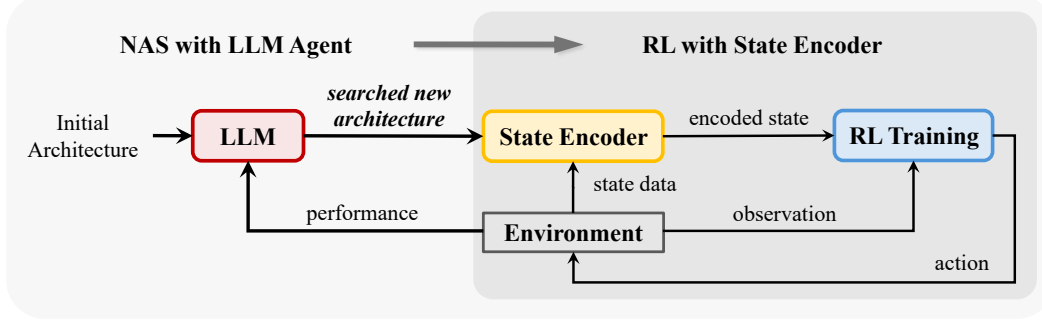 NAS with LLM Agent
RL with State Encoder
searched new
architecture
Initial
Architecture
LLM
State Encoder
encoded state
RL Training
state data
performance
Environment
observation
action